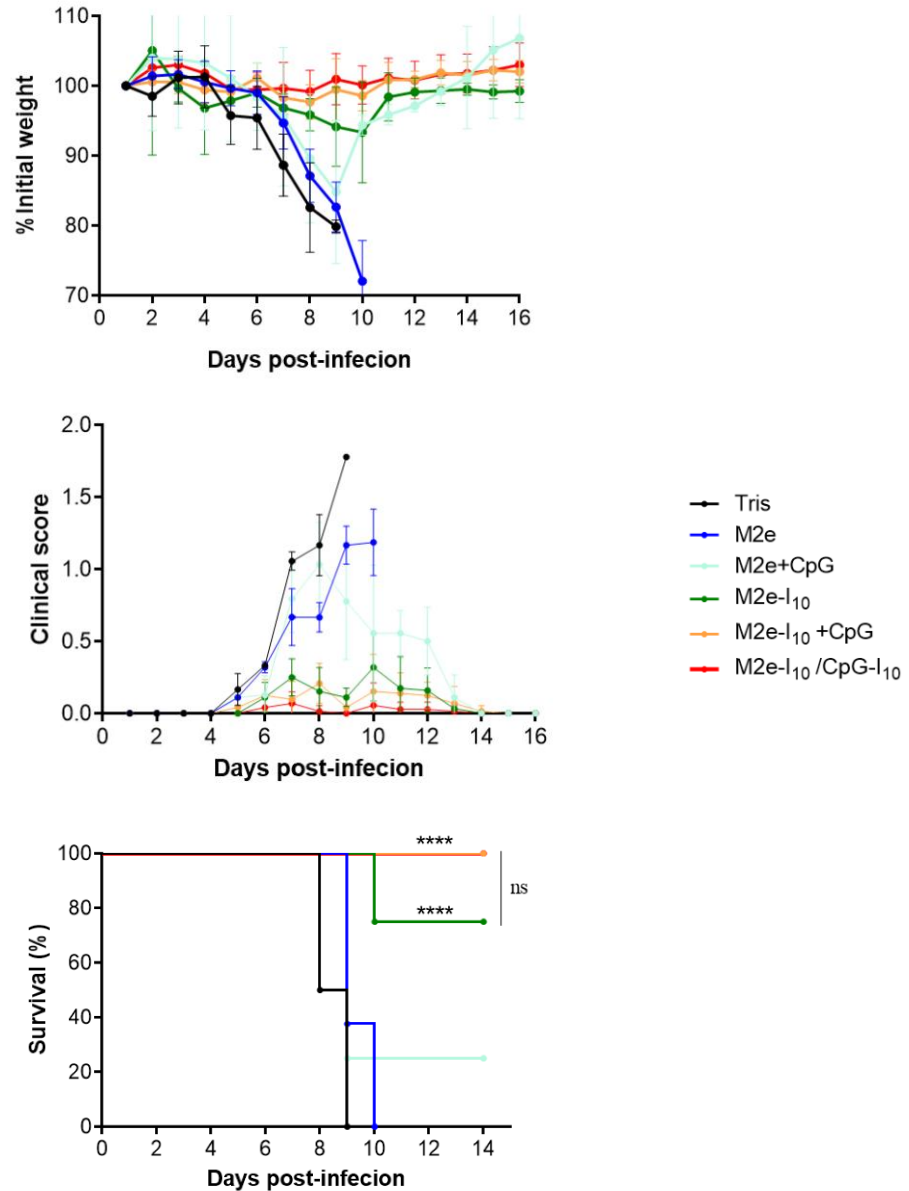 110
100
90
80
70
% Initial weight
0 2 4 6 8 10 12 14 16
Days post-infecion
2.0
1.5
1.0
0.5
0.0
Clinical score
0 2 4 6 8 10 12 14 16
Days post-infecion
Tris
M2e
M2e+CpG
M2e-I₁₀
M2e-I₁₀ +CpG
M2e-I₁₀ /CpG-I₁₀
100
80
60
40
20
0
Survival (%)
****
****
ns
0 2 4 6 8 10 12 14
Days post-infecion